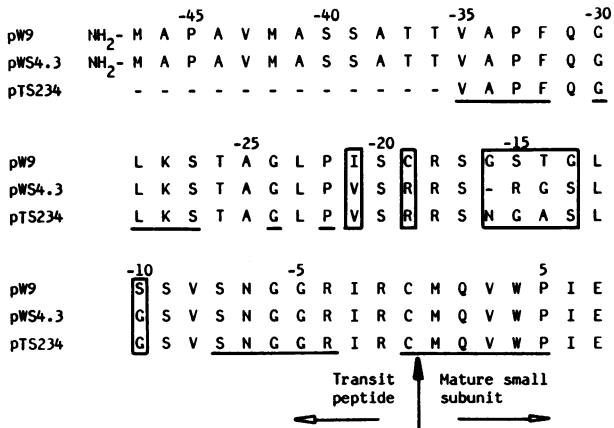 -45 -40 -35 -30
pW9 NH2- M A P A V M A S S A T T V A P F Q G
pWS4.3 NH2- M A P A V M A S S A T T V A P F Q G
pTS234 - - - - - - - - - - - - V A P F Q G
-25 -20 -15
pW9 L K S T A G L P I S C R S G S T G L
pWS4.3 L K S T A G L P V S R R S - R G S L
pTS234 L K S T A G L P V S R R S N G A S L
-10 -5 5
pW9 S S V S N G G R I R C M Q V W P I E
pWS4.3 G S V S N G G R I R C M Q V W P I E
pTS234 G S V S N G G R I R C M Q V W P I E
Transit Mature small
peptide subunit